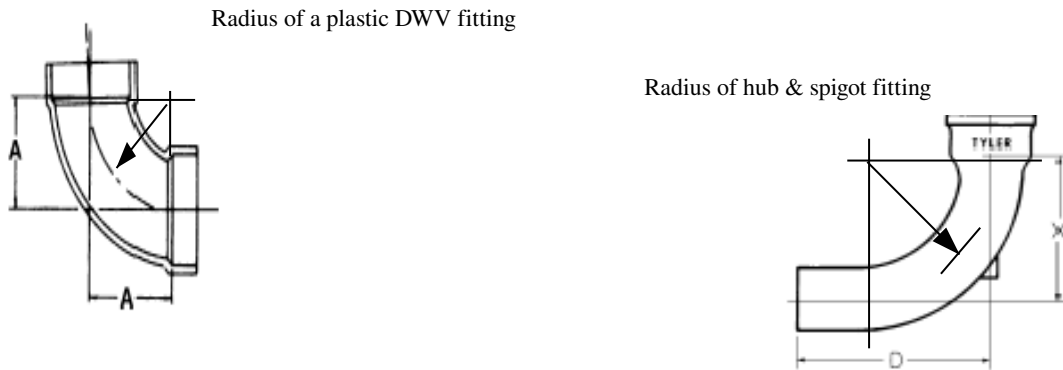 Radius of a plastic DWV fitting
A
A
Radius of hub & spigot fitting
TYLER
X
D